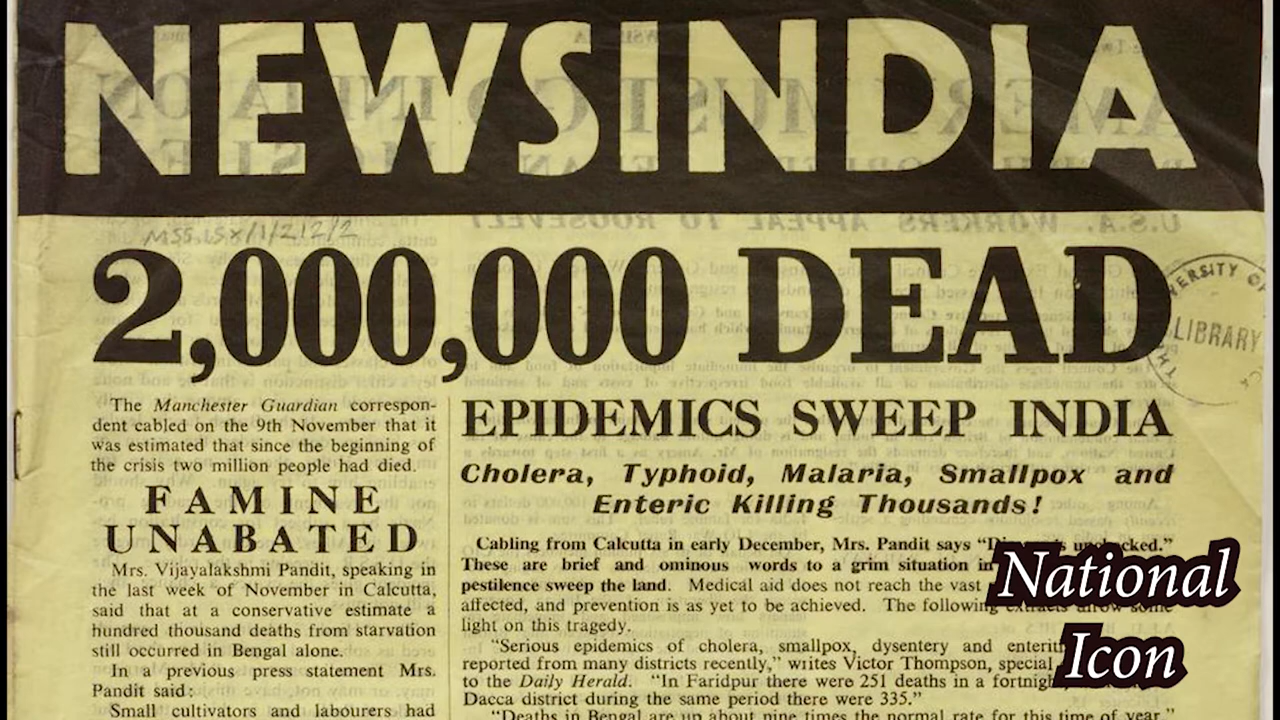 NEWSINDIA
MSS.15X/1/212/2
2,000,000 DEAD
VERSITY OF
LIBRARY
TH
The Manchester Guardian correspon-
dent cabled on the 9th November that it
was estimated that since the beginning of
the crisis two million people had died.
FAMINE
UNABATED
Mrs. Vijayalakshmi Pandit, speaking in
the last week of November in Calcutta,
said that at a conservative estimate a
hundred thousand deaths from starvation
still occurred in Bengal alone.
In a previous press statement Mrs.
Pandit said:
Small cultivators and labourers had
EPIDEMICS SWEEP INDIA
Cholera, Typhoid, Malaria, Smallpox and
Enteric Killing Thousands!
Cabling from Calcutta in early December, Mrs. Pandit says
These are brief and ominous words to a grim situation in
pestilence sweep the land. Medical aid does not reach the vast
affected, and prevention is as yet to be achieved. The following
light on this tragedy.
"Serious epidemics of cholera, smallpox, dysentery and
reported from many districts recently," writes Victor Thompson, special
to the Daily Herald. "In Faridpur there were 251 deaths in a fortnight
Dacca district during the same period there were 335."
"Deaths in Bengal are up about nine times the normal rate for this time of year."
National
Icon